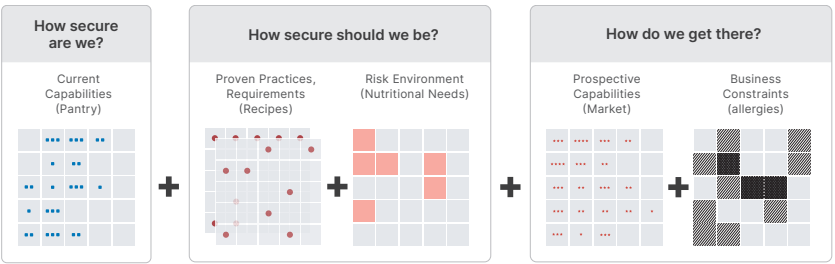 How secure
are we?
How secure should we be?
How do we get there?
Current
Capabilities
(Pantry)
Proven Practices,
Requirements
(Recipes)
Risk Environment
(Nutritional Needs)
Prospective
Capabilities
(Market)
Business
Constraints
(allergies)